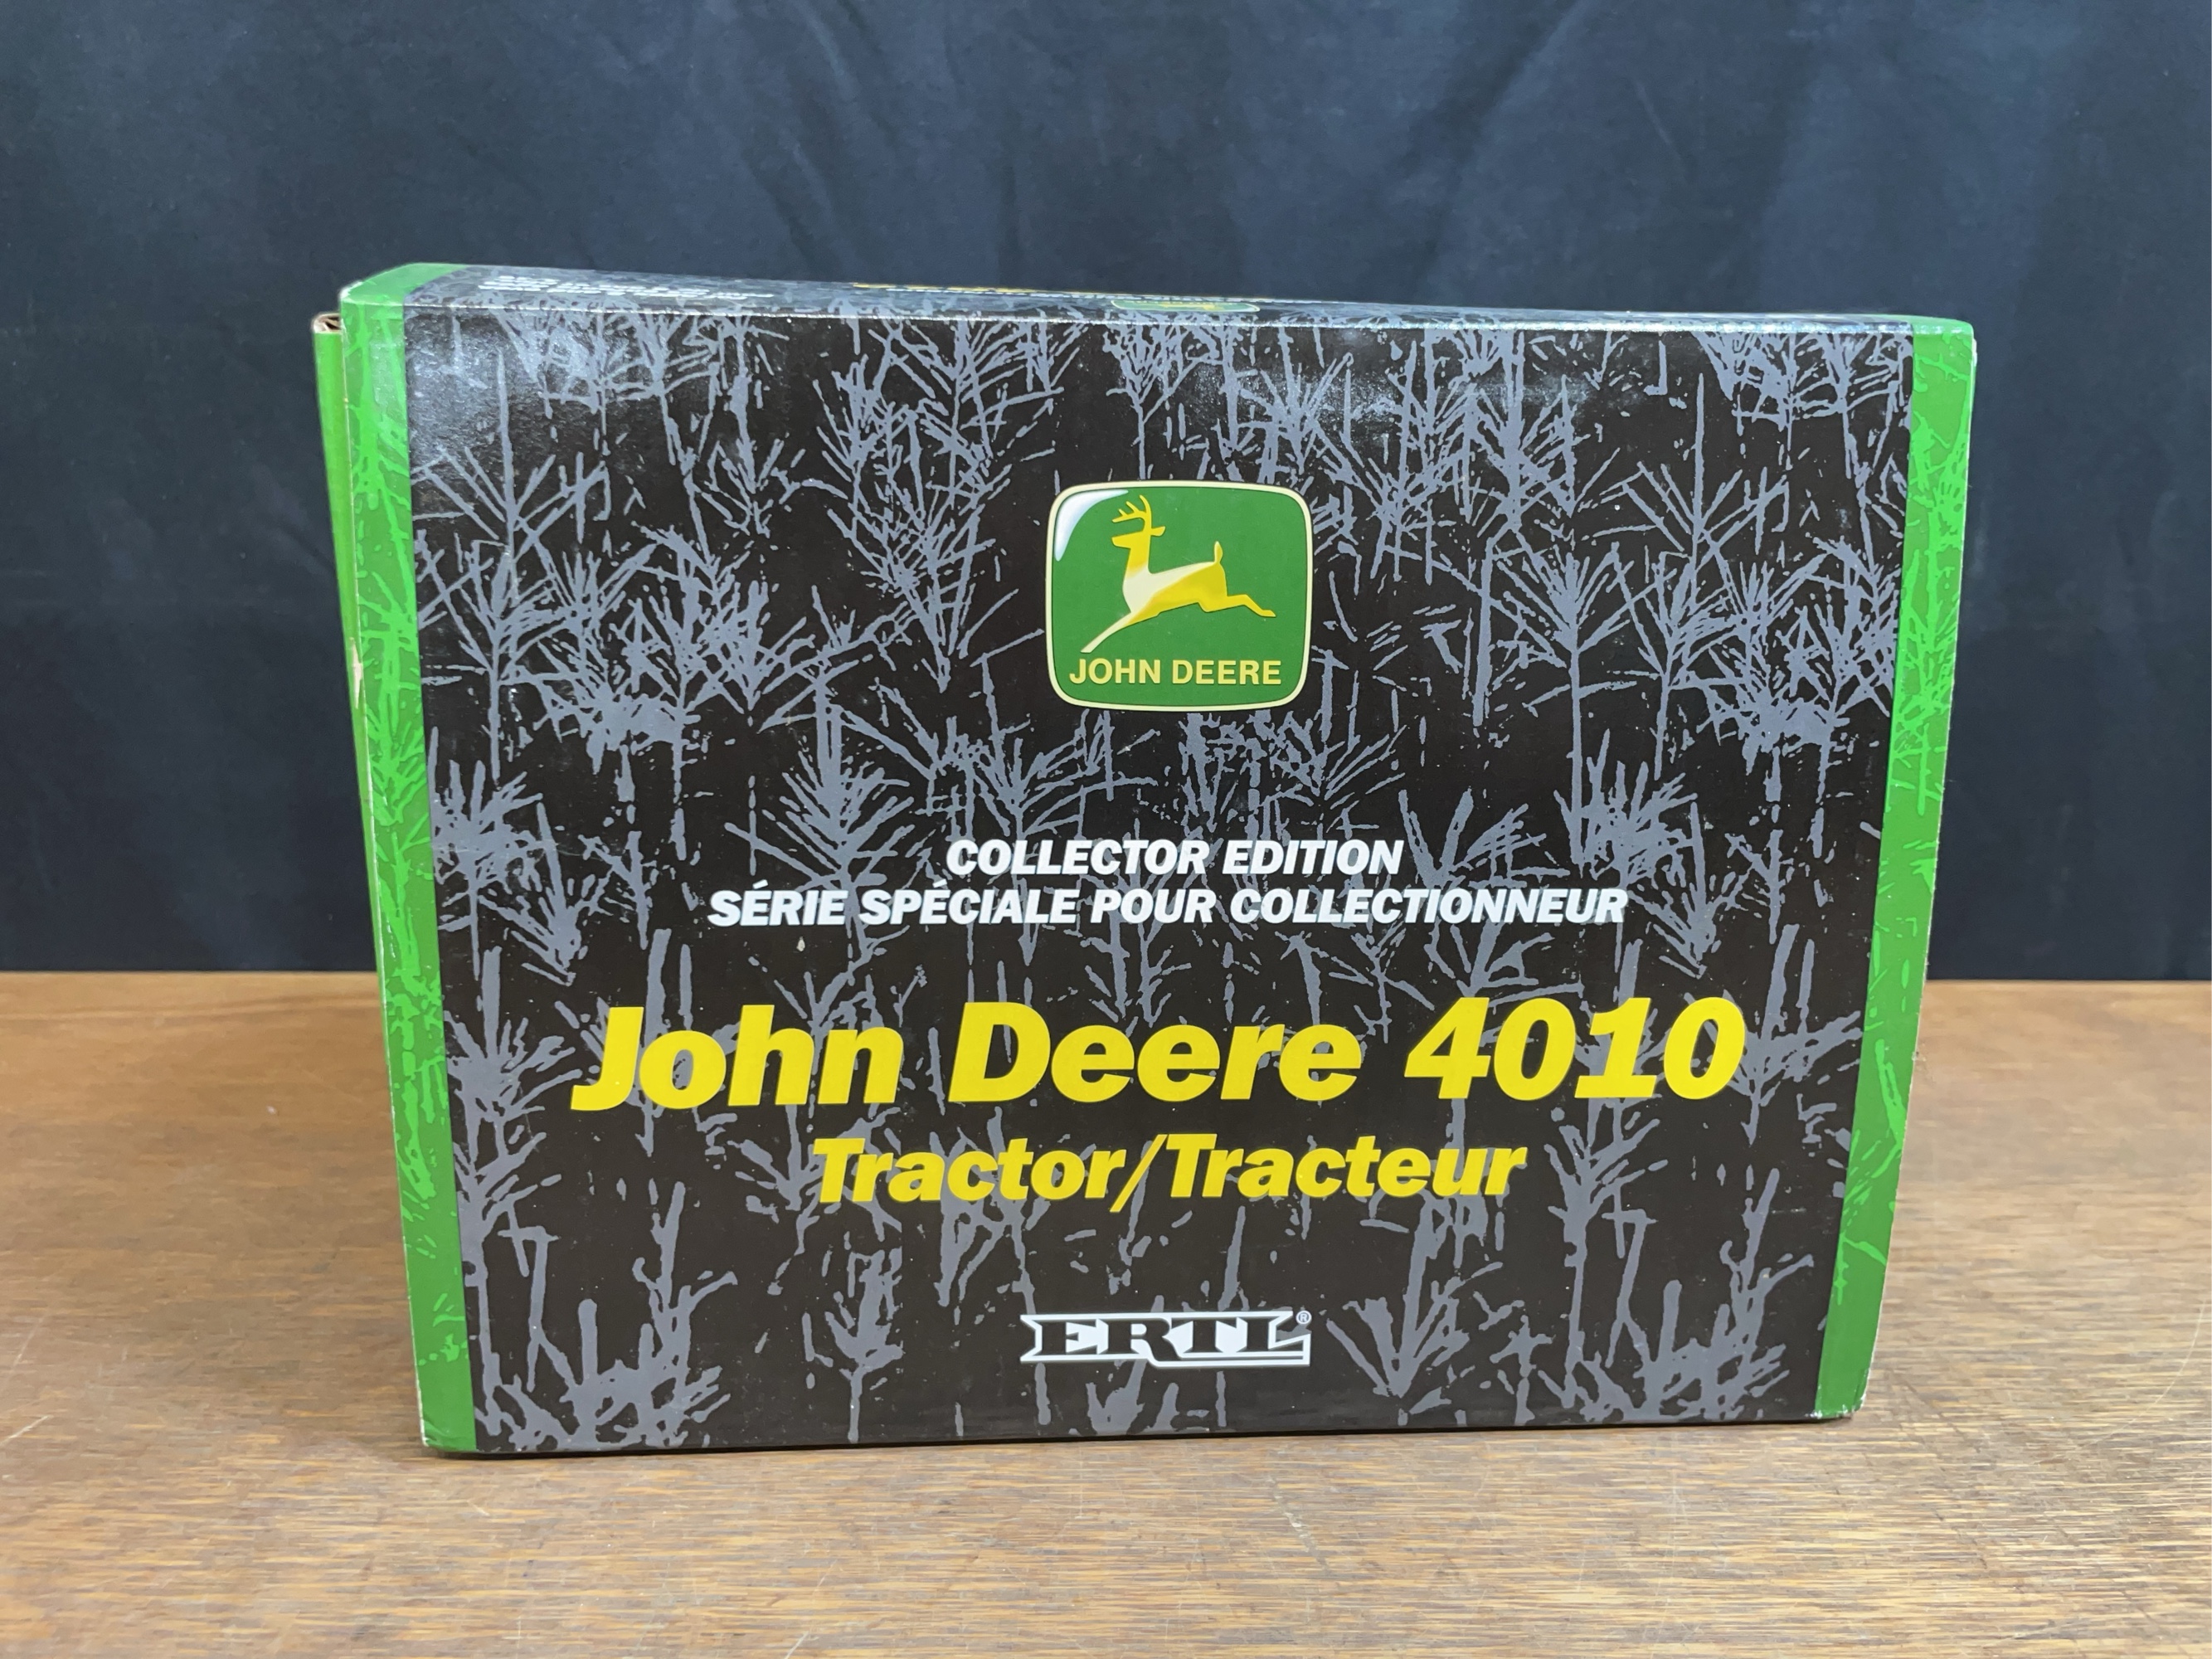 JOHN DEERE
COLLECTOR EDITION
SÉRIE SPÉCIALE POUR COLLECTIONNEUR
John Deere 4010
Tractor/Tracteur
ERTL®